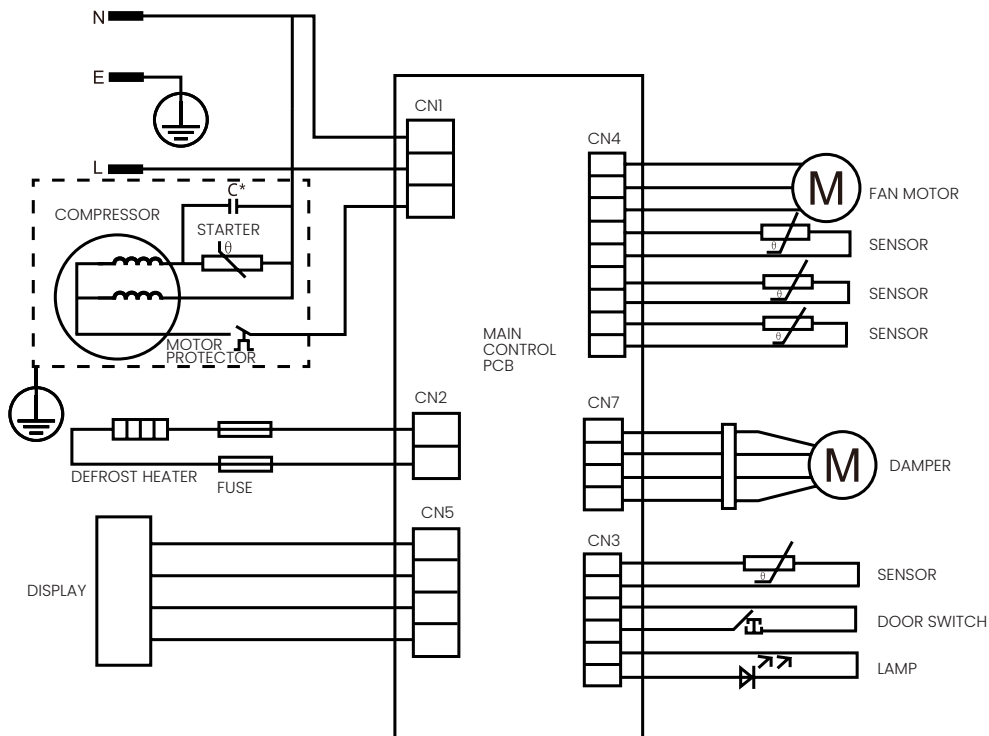 N
E
L
CN1
C*
COMPRESSOR
STARTER
θ
MOTOR
PROTECTOR
CN2
DEFROST HEATER
FUSE
CN5
DISPLAY
MAIN
CONTROL
PCB
CN4
M
FAN MOTOR
θ
SENSOR
θ
SENSOR
θ
SENSOR
CN7
M
DAMPER
CN3
θ
SENSOR
DOOR SWITCH
LAMP